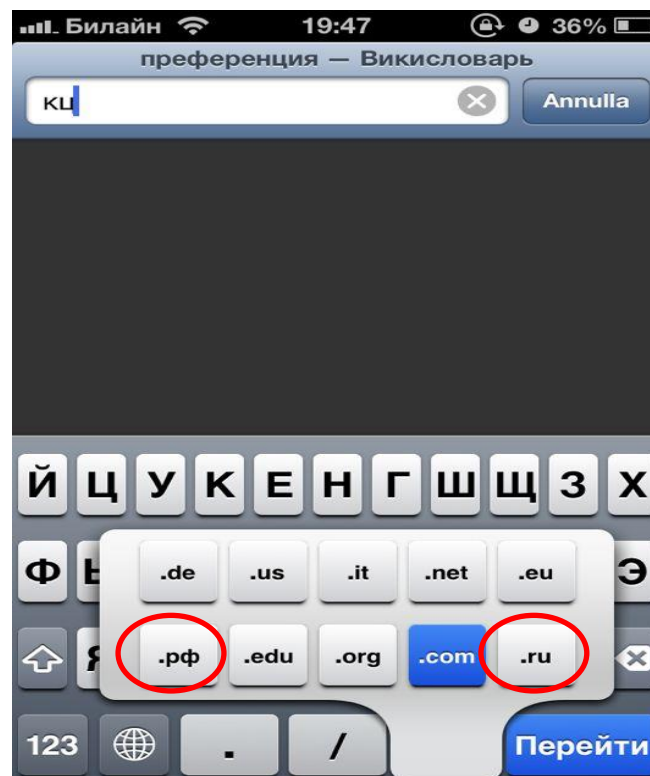 Билайн 19:47 36%
преференция — Викисловарь
кц Annulla
Й Ц У К Е Н Г Ш Щ З Х
Ф Э
.de .us .it .net .eu
.рф .edu .org .com .ru
123 . / Перейти